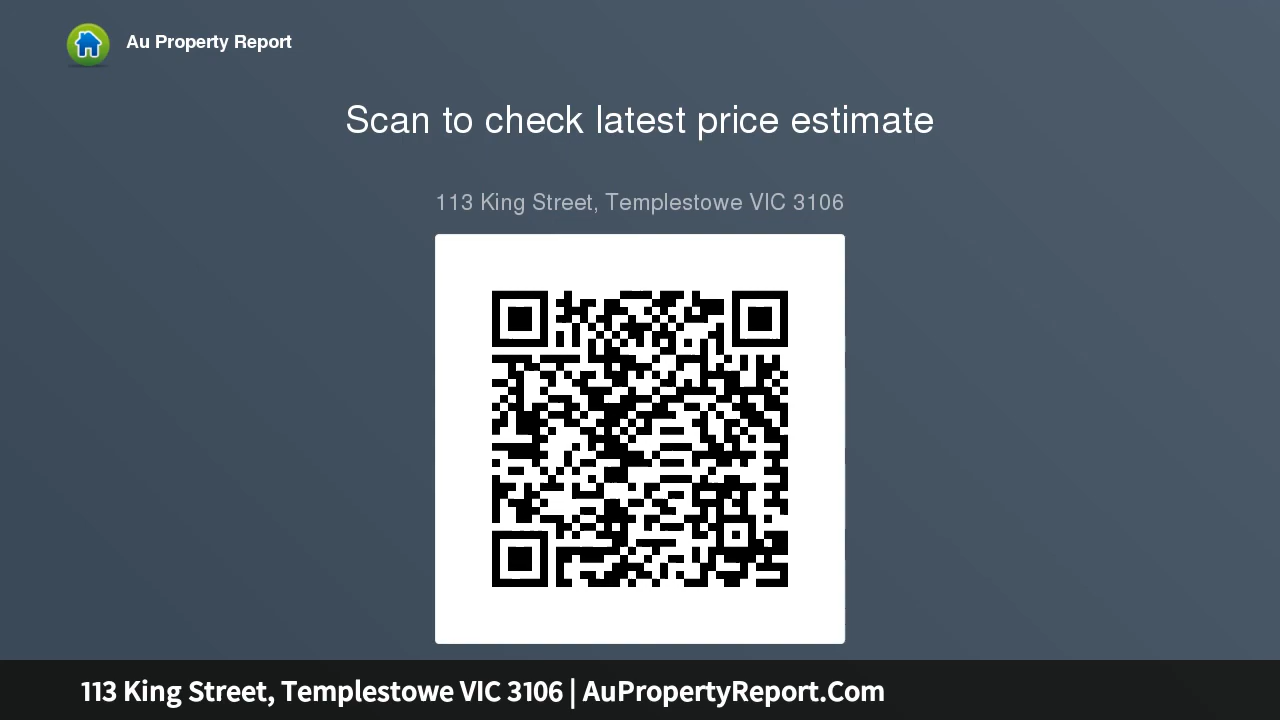 Au Property Report
Scan to check latest price estimate
113 King Street, Templestowe VIC 3106
113 King Street, Templestowe VIC 3106 | AuPropertyReport.Com